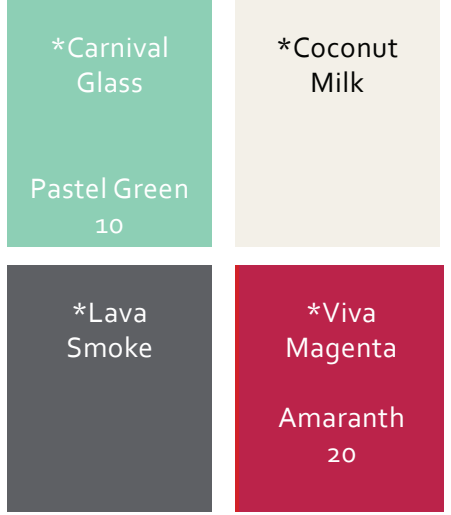 *Carnival
Glass
Pastel Green
10
*Coconut
Milk
*Lava
Smoke
*Viva
Magenta
Amaranth
20